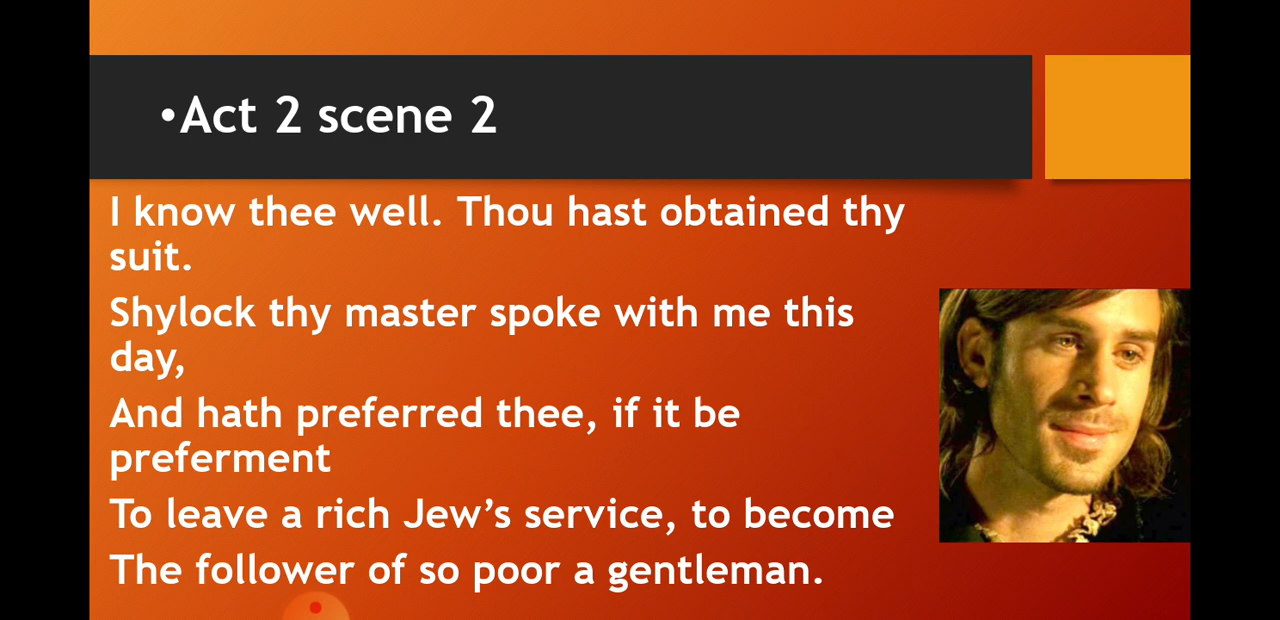 •Act 2 scene 2
I know thee well. Thou hast obtained thy
suit.
Shylock thy master spoke with me this
day,
And hath preferred thee, if it be
preferment
To leave a rich Jew’s service, to become
The follower of so poor a gentleman.